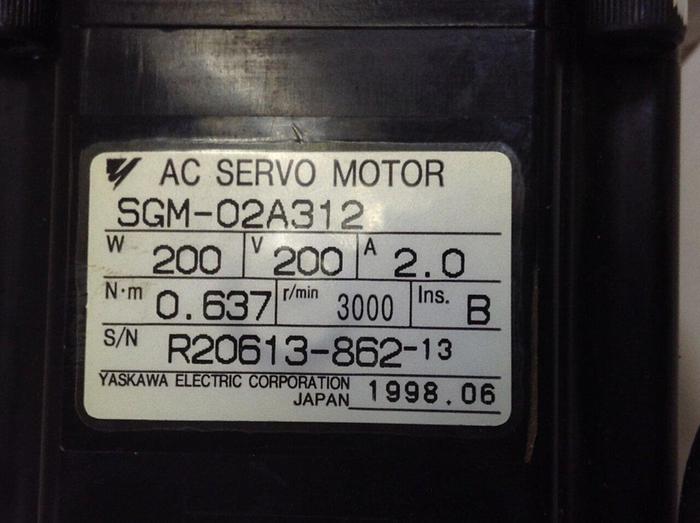 AC SERVO MOTOR
SGM-02A312
W 200 V 200 A 2.0
N·m 0.637 r/min 3000 Ins. B
S/N R20613-862-13
YASKAWA ELECTRIC CORPORATION
JAPAN 1998.06